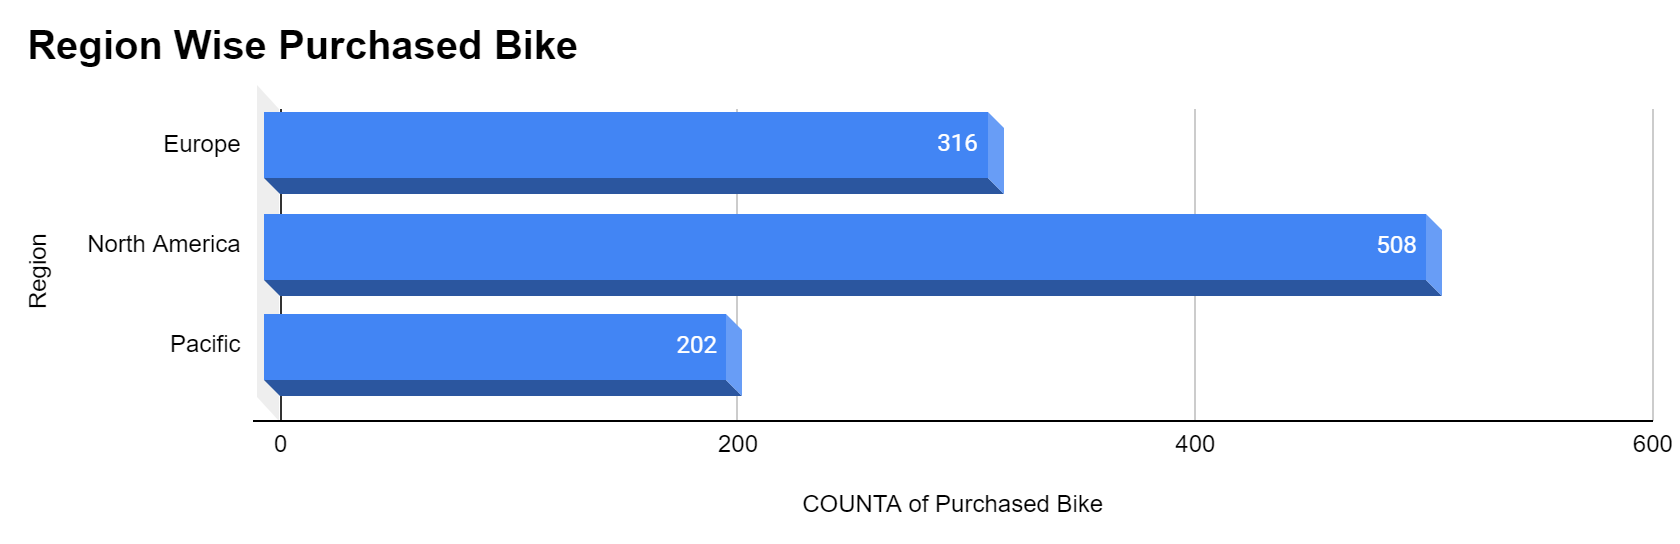 Region Wise Purchased Bike
Region
Europe
316
North America
508
Pacific
202
0
200
400
600
COUNTA of Purchased Bike